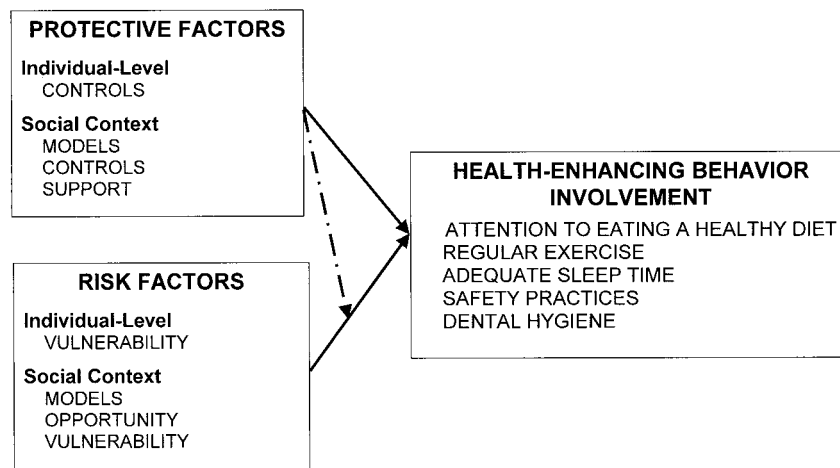 PROTECTIVE FACTORS
Individual-Level
CONTROLS
Social Context
MODELS
CONTROLS
SUPPORT
RISK FACTORS
Individual-Level
VULNERABILITY
Social Context
MODELS
OPPORTUNITY
VULNERABILITY
HEALTH-ENHANCING BEHAVIOR
INVOLVEMENT
ATTENTION TO EATING A HEALTHY DIET
REGULAR EXERCISE
ADEQUATE SLEEP TIME
SAFETY PRACTICES
DENTAL HYGIENE